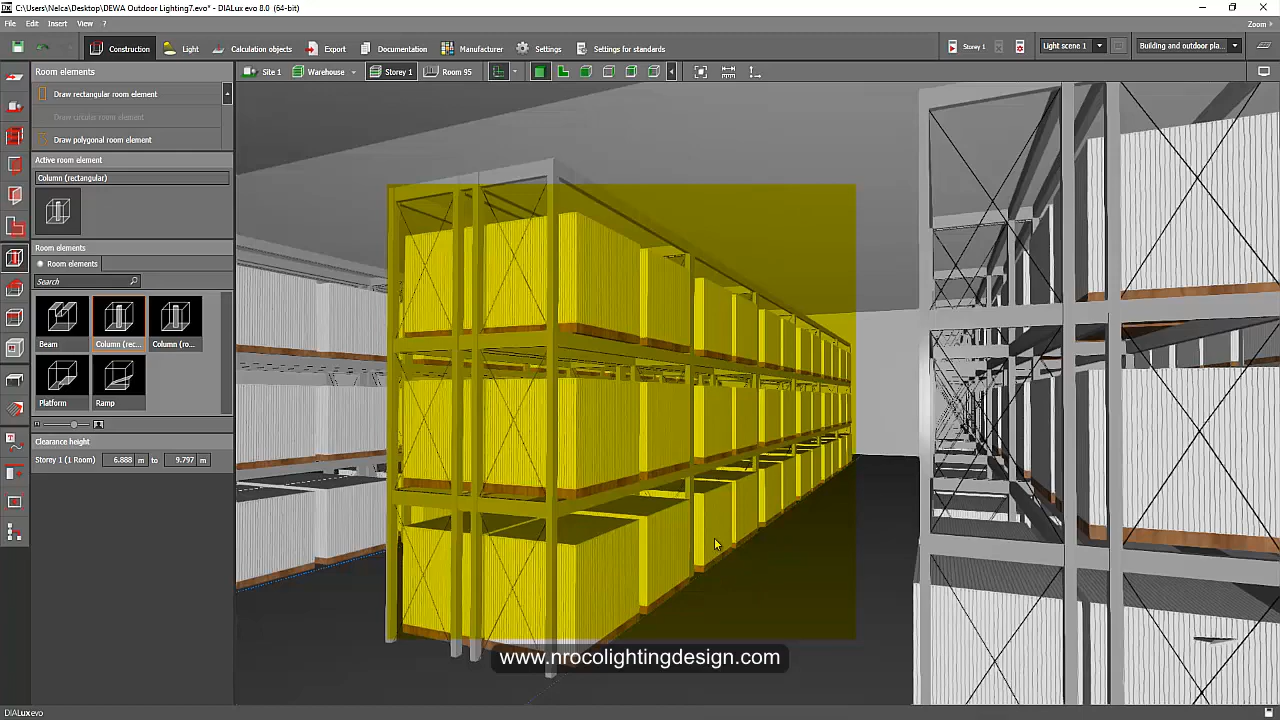 C:\Users\Nelca\Desktop\DEWA Outdoor Lighting7.evo* - DIALux evo 8.0 (64-bit)
File Edit Insert View ?
Zoom
Construction Light Calculation objects Export Documentation Manufacturer Settings Settings for standards Storey 1 Light scene 1 Building and outdoor pla...
Room elements
Site 1 Warehouse Storey 1 Room 95
Draw rectangular room element
Draw circular room element
Draw polygonal room element
Active room element
Column (rectangular)
Room elements
Room elements
Search
Beam Column (rec... Column (ro...
Platform Ramp
Clearance height
Storey 1 (1 Room) 6.888 m to 9.797 m
www.nrocolightingdesign.com
DIALux evo